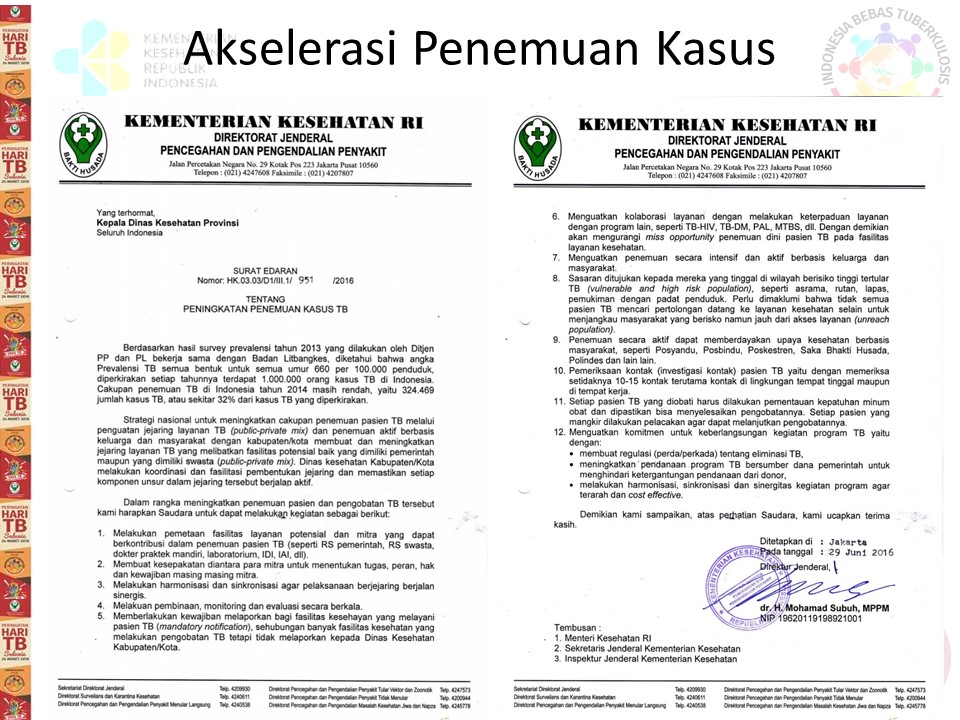 Akselerasi Penemuan Kasus
KEMENTERIAN
KESEHATAN
REPUBLIK
INDONESIA
INDONESIA BEBAS TUBERKULOSIS
PERINGATAN
HARI
TB
Sedunia
24 MARET 2016
KEMENTERIAN KESEHATAN RI
DIREKTORAT JENDERAL
PENCEGAHAN DAN PENGENDALIAN PENYAKIT
Jalan Percetakan Negara No. 29 Kotak Pos 223 Jakarta Pusat 10560
Telepon : (021) 4247608 Faksimile : (021) 4207807
BAKTI HUSADA
Yang terhormat,
Kepala Dinas Kesehatan Provinsi
Seluruh Indonesia
SURAT EDARAN
Nomor: HK.03.03/D1/III.1/ 951 /2016
TENTANG
PENINGKATAN PENEMUAN KASUS TB
Berdasarkan hasil survey prevalensi tahun 2013 yang dilakukan oleh Ditjen
PP dan PL bekerja sama dengan Badan Litbangkes, diketahui bahwa angka
Prevalensi TB semua bentuk untuk semua umur 660 per 100.000 penduduk,
diperkirakan setiap tahunnya terdapat 1.000.000 orang kasus TB di Indonesia.
Cakupan penemuan TB di Indonesia tahun 2014 masih rendah, yaitu 324.469
jumlah kasus TB, atau sekitar 32% dari kasus TB yang diperkirakan.
Strategi nasional untuk meningkatkan cakupan penemuan pasien TB melalui
penguatan jejaring layanan TB (public-private mix) dan penemuan aktif berbasis
keluarga dan masyarakat dengan kabupaten/kota membuat dan meningkatkan
jejaring layanan TB yang melibatkan fasilitas potensial baik yang dimiliki pemerintah
maupun yang dimiliki swasta (public-private mix). Dinas kesehatan Kabupaten/Kota
melakukan koordinasi dan fasilitasi pembentukan jejaring dan memastikan setiap
komponen unsur dalam jejaring tersebut berjalan aktif.
Dalam rangka meningkatkan penemuan pasien dan pengobatan TB tersebut
kami harapkan Saudara untuk dapat melakukan kegiatan sebagai berikut:
1. Melakukan pemetaan fasilitas layanan potensial dan mitra yang dapat
berkontribusi dalam penemuan pasien TB (seperti RS pemerintah, RS swasta,
dokter praktek mandiri, laboratorium, IDI, IAI, dll).
2. Membuat kesepakatan diantara para mitra untuk menentukan tugas, peran, hak
dan kewajiban masing masing mitra.
3. Melakukan harmonisasi dan sinkronisasi agar pelaksanaan berjejaring berjalan
sinergis.
4. Melakuan pembinaan, monitoring dan evaluasi secara berkala.
5. Memberlakukan kewajiban melaporkan bagi fasilitas kesehayan yang melayani
pasien TB (mandatory notification), sehubungan banyak fasilitas kesehatan yang
melakukan pengobatan TB tetapi tidak melaporkan kepada Dinas Kesehatan
Kabupaten/Kota.
Sekretariat Direktorat Jenderal Telp. 4209930 Direktorat Pencegahan dan Pengendalian Penyakit Tular Vektor dan Zoonotik Telp. 4247573
Direktorat Surveilans dan Karantina Kesehatan Telp. 4240611 Direktorat Pencegahan dan Pengendalian Penyakit Tidak Menular Telp. 4200944
Direktorat Pencegahan dan Pengendalian Penyakit Menular Langsung Telp. 4240538 Direktorat Pencegahan dan Pengendalian Masalah Kesehatan Jiwa dan Napza Telp. 4245778
KEMENTERIAN KESEHATAN RI
DIREKTORAT JENDERAL
PENCEGAHAN DAN PENGENDALIAN PENYAKIT
Jalan Percetakan Negara No. 29 Kotak Pos 223 Jakarta Pusat 10560
Telepon : (021) 4247608 Faksimile : (021) 4207807
BAKTI HUSADA
6. Menguatkan kolaborasi layanan dengan melakukan keterpaduan layanan
dengan program lain, seperti TB-HIV, TB-DM, PAL, MTBS, dll. Dengan demikian
akan mengurangi miss opportunity penemuan dini pasien TB pada fasilitas
layanan kesehatan.
7. Menguatkan penemuan secara intensif dan aktif berbasis keluarga dan
masyarakat.
8. Sasaran ditujukan kepada mereka yang tinggal di wilayah berisiko tinggi tertular
TB (vulnerable and high risk population), seperti asrama, rutan, lapas,
pemukiman dengan padat penduduk. Perlu dimaklumi bahwa tidak semua
pasien TB mencari pertolongan datang ke layanan kesehatan selain untuk
menjangkau masyarakat yang berisko namun jauh dari akses layanan (unreach
population).
9. Penemuan secara aktif dapat memberdayakan upaya kesehatan berbasis
masyarakat, seperti Posyandu, Posbindu, Poskestren, Saka Bhakti Husada,
Polindes dan lain lain.
10. Pemeriksaan kontak (investigasi kontak) pasien TB yaitu dengan memeriksa
setidaknya 10-15 kontak terutama kontak di lingkungan tempat tinggal maupun
di tempat kerja.
11. Setiap pasien TB yang diobati harus dilakukan pementauan kepatuhan minum
obat dan dipastikan bisa menyelesaikan pengobatannya. Setiap pasien yang
mangkir dilakukan pelacakan agar dapat melanjutkan pengobatannya.
12. Menguatkan komitmen untuk keberlangsungan kegiatan program TB yaitu
dengan:
• membuat regulasi (perda/perkada) tentang eliminasi TB,
• meningkatkan pendanaan program TB bersumber dana pemerintah untuk
menghindari ketergantungan pendanaan dari donor,
• melakukan harmonisasi, sinkronisasi dan sinergitas kegiatan program agar
terarah dan cost effective.
Demikian kami sampaikan, atas perhatian Saudara, kami ucapkan terima
kasih.
Ditetapkan di : Jakarta
Pada tanggal : 29 Juni 2016
Direktur Jenderal,
dr. H. Mohamad Subuh, MPPM
NIP 196201191989021001
Tembusan :
1. Menteri Kesehatan RI
2. Sekretaris Jenderal Kementerian Kesehatan
3. Inspektur Jenderal Kementerian Kesehatan
Sekretariat Direktorat Jenderal Telp. 4209930 Direktorat Pencegahan dan Pengendalian Penyakit Tular Vektor dan Zoonotik Telp. 4247573
Direktorat Surveilans dan Karantina Kesehatan Telp. 4240611 Direktorat Pencegahan dan Pengendalian Penyakit Tidak Menular Telp. 4200944
Direktorat Pencegahan dan Pengendalian Penyakit Menular Langsung Telp. 4240538 Direktorat Pencegahan dan Pengendalian Masalah Kesehatan Jiwa dan Napza Telp. 4245778